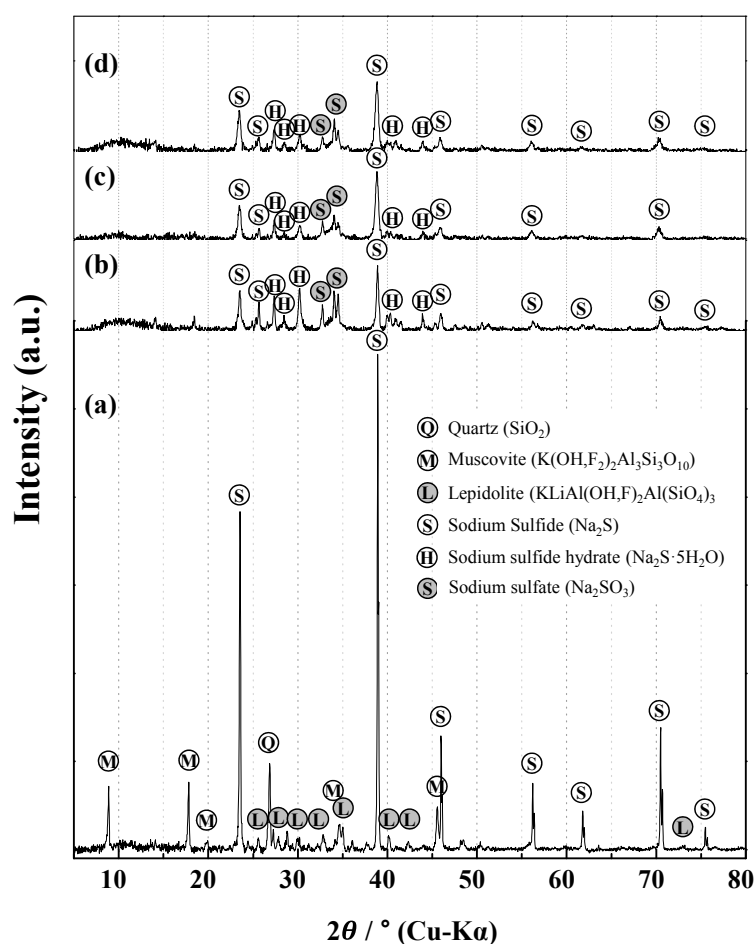 (d)
S S H H H S S S H H S S S S S
(c)
S S H H H S S S H H S S S S S
(b)
S S H H H S S S H H S S S S S
(a)
S
Q Quartz (SiO₂)
M Muscovite (K(OH,F₂)₂Al₃Si₃O₁₀)
L Lepidolite (KLiAl(OH,F)₂Al(SiO₄)₃
S Sodium Sulfide (Na₂S)
H Sodium sulfide hydrate (Na₂S·5H₂O)
S Sodium sulfate (Na₂SO₃)
S
M M M Q L L L L M L L L M S S S S L S
Intensity (a.u.)
10 20 30 40 50 60 70 80
2θ / ° (Cu-Kα)